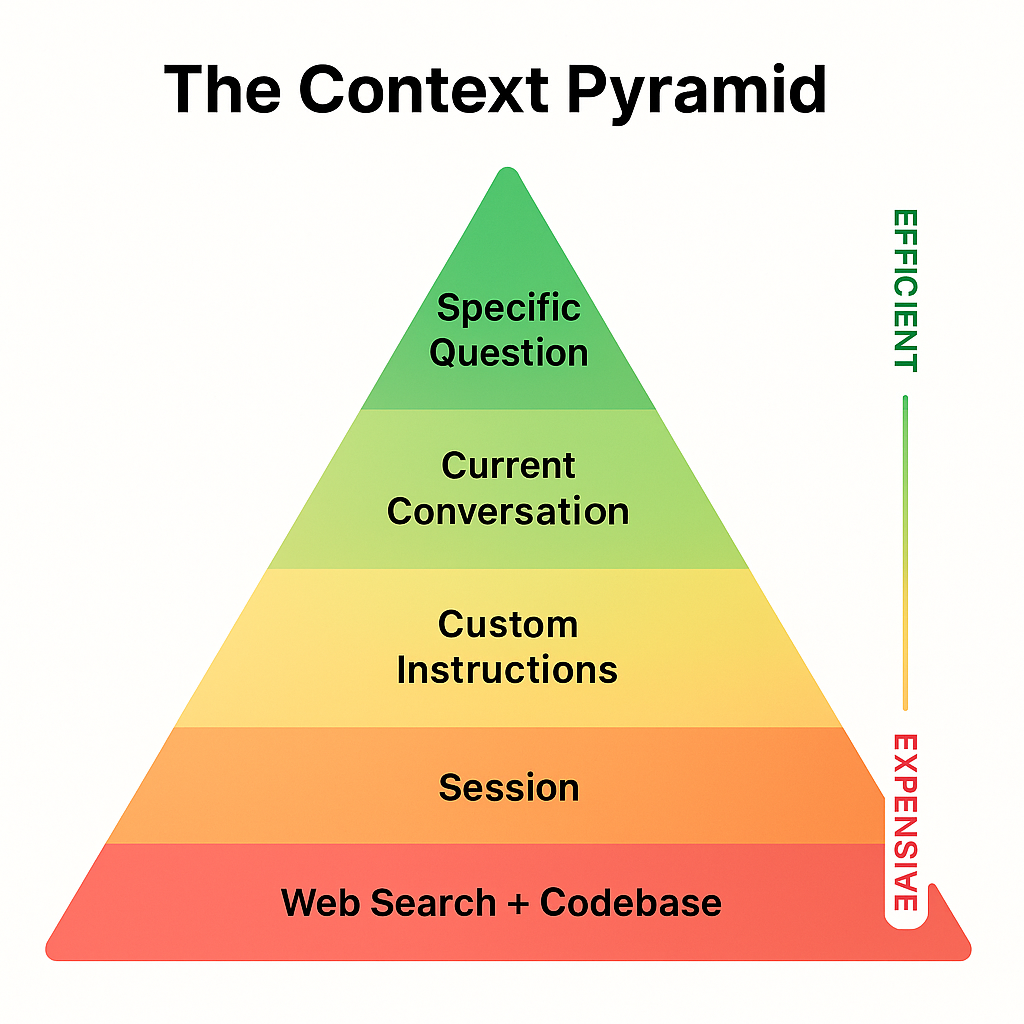 The Context Pyramid
Specific
Question
Current
Conversation
Custom
Instructions
Session
Web Search + Codebase
EFFICIENT
EXPENSIVE